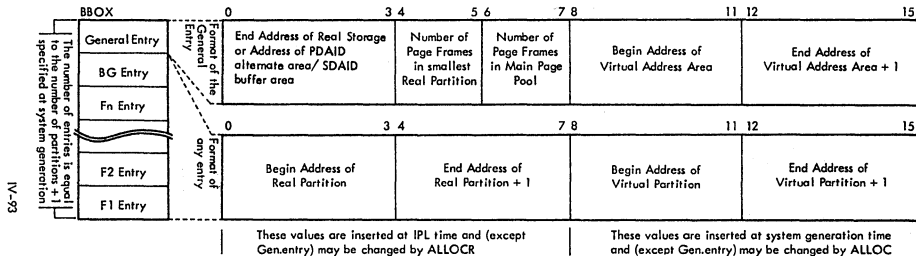 BBOX
General Entry
BG Entry
Fn Entry
F2 Entry
F1 Entry
The number of entries is equal
to the number of partitions + 1
specified at system generation
IV-93
Format of the
General
Entry
0 3 4 5 6 7 8 11 12 15
End Address of Real Storage
or Address of PDAID
alternate area/ SDAID
buffer area
Number of
Page Frames
in smallest
Real Partition
Number of
Page Frames
in Main Page
Pool
Begin Address of
Virtual Address Area
End Address of
Virtual Address Area + 1
Format of
any entry
0 3 4 7 8 11 12 15
Begin Address of
Real Partition
End Address of
Real Partition + 1
Begin Address of
Virtual Partition
End Address of
Virtual Partition + 1
These values are inserted at IPL time and (except
Gen.entry) may be changed by ALLOCR
These values are inserted at system generation time
and (except Gen.entry) may be changed by ALLOC